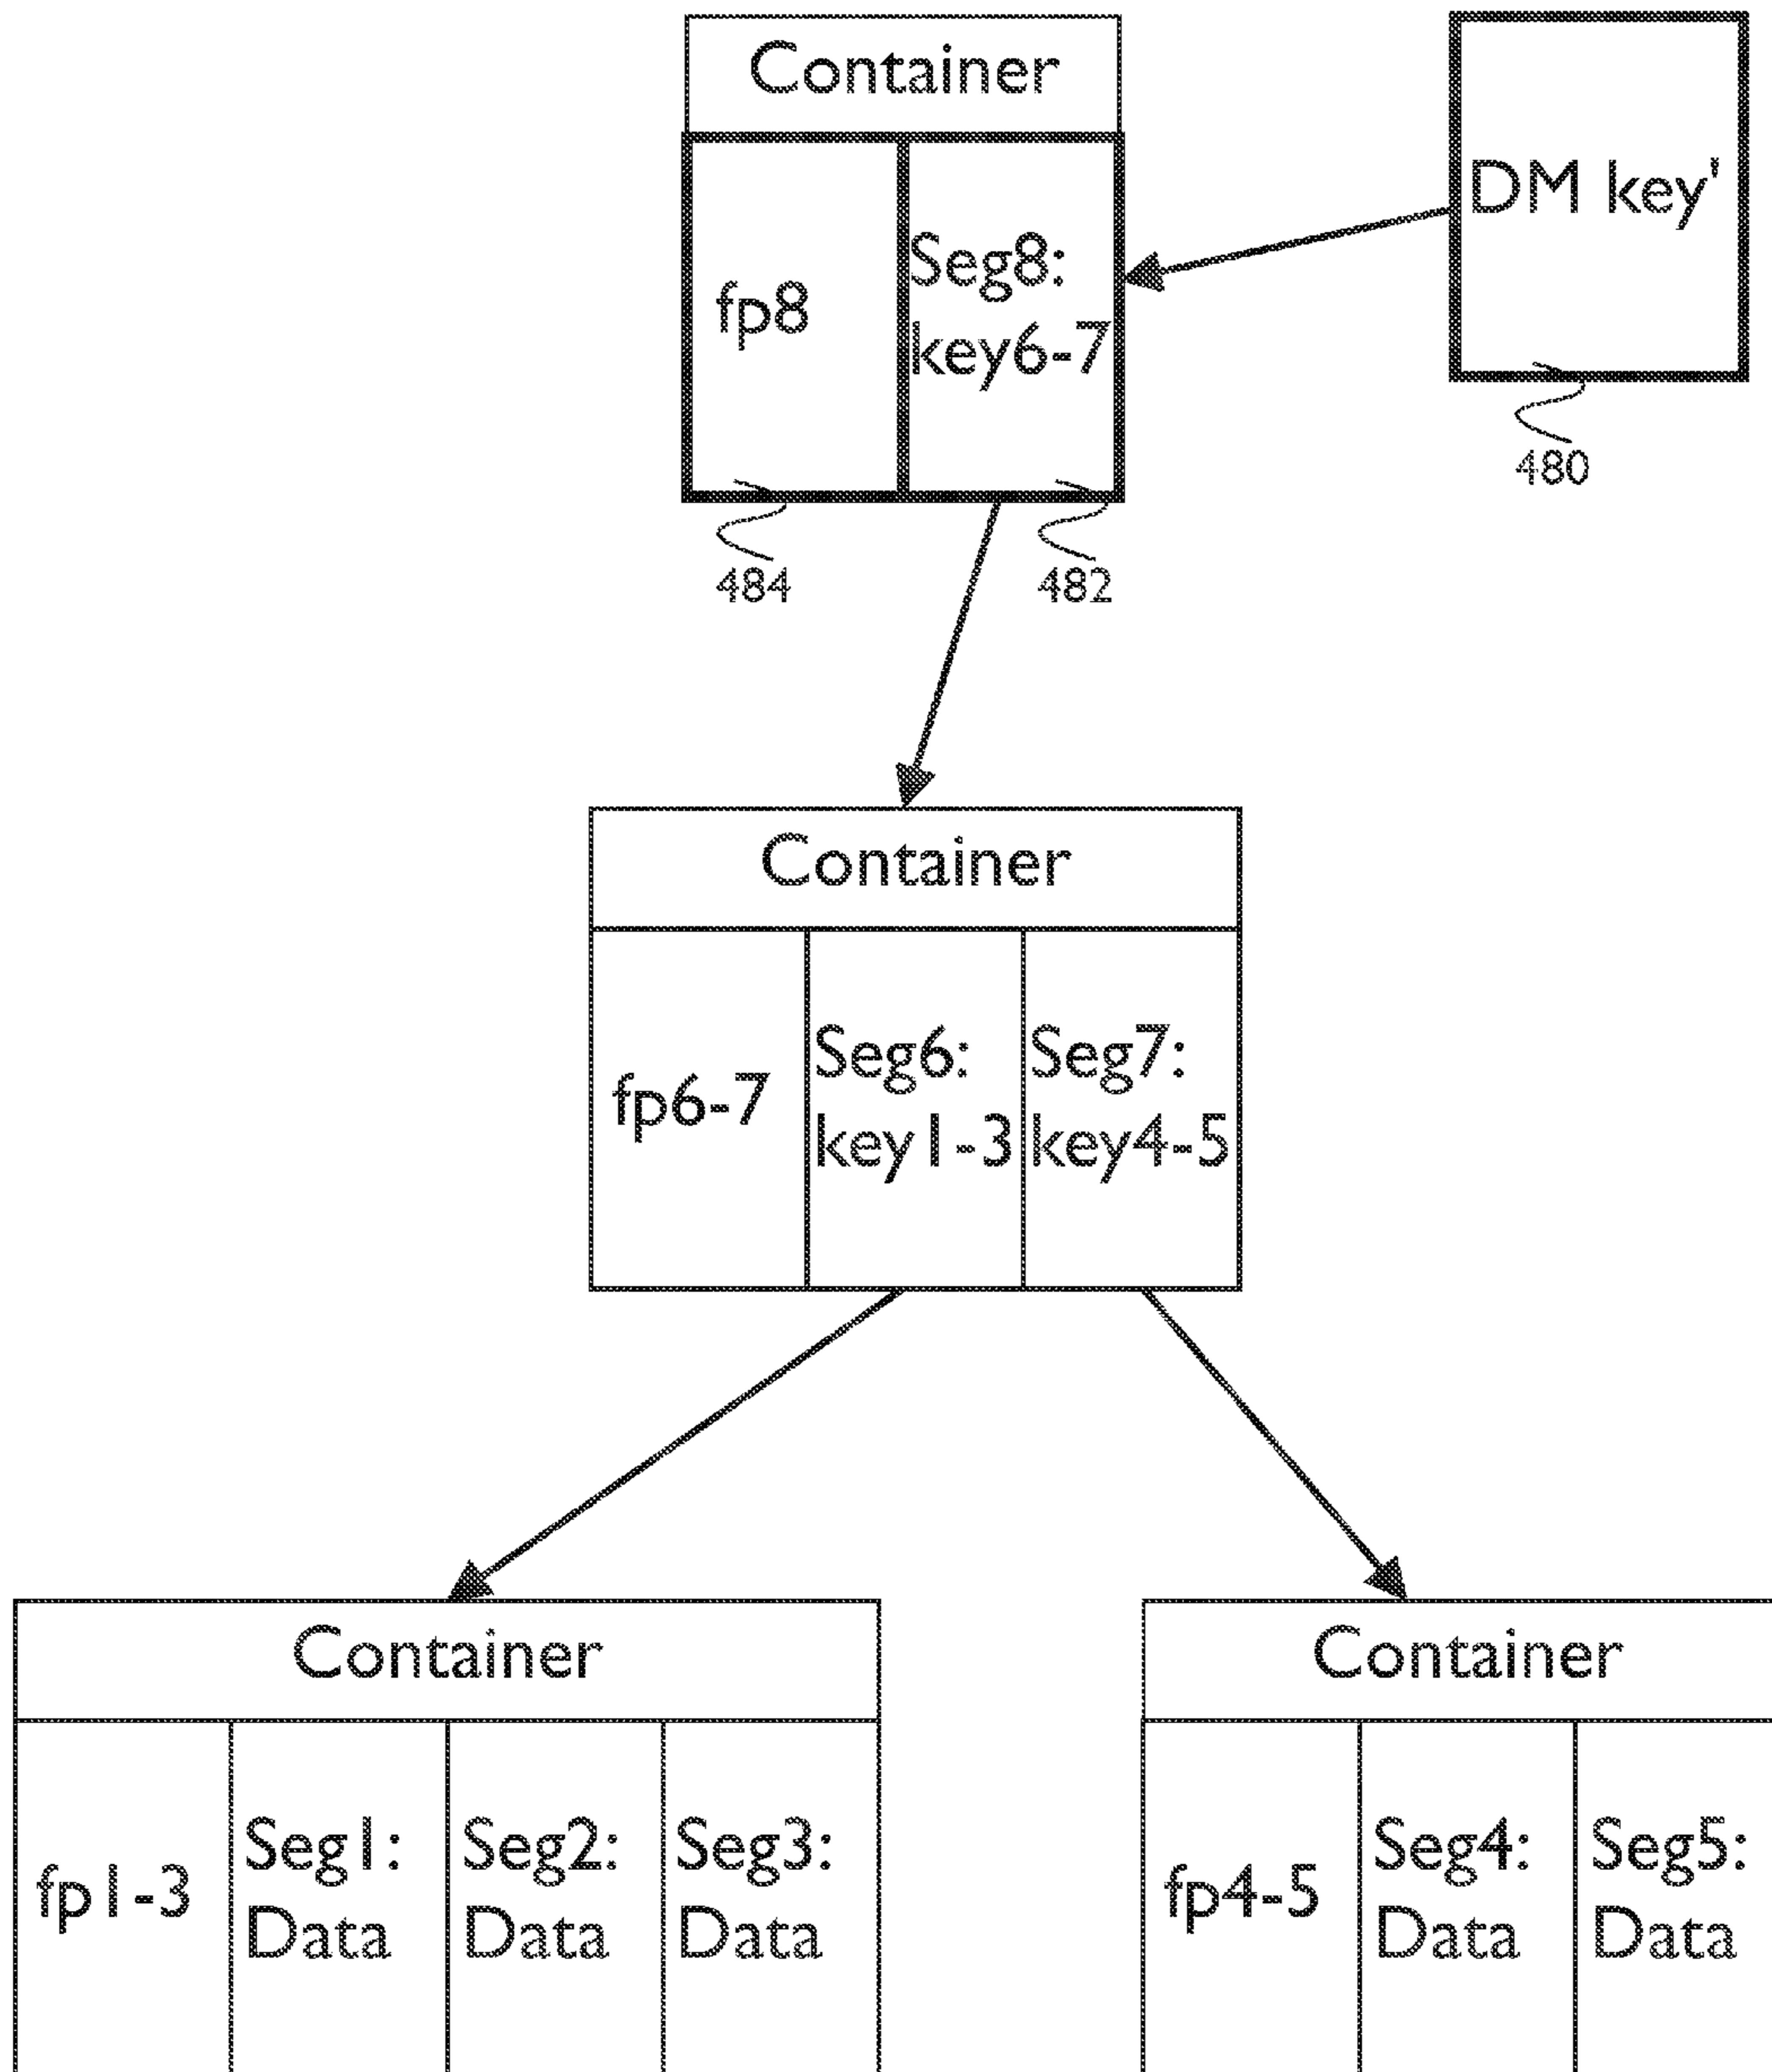 Container
DM key'
fp8
Seg8:
key6-7
480
484
482
Container
fp6-7
Seg6:
key1-3
Seg7:
key4-5
Container
Container
fp1-3
Seg1:
Data
Seg2:
Data
Seg3:
Data
fp4-5
Seg4:
Data
Seg5:
Data